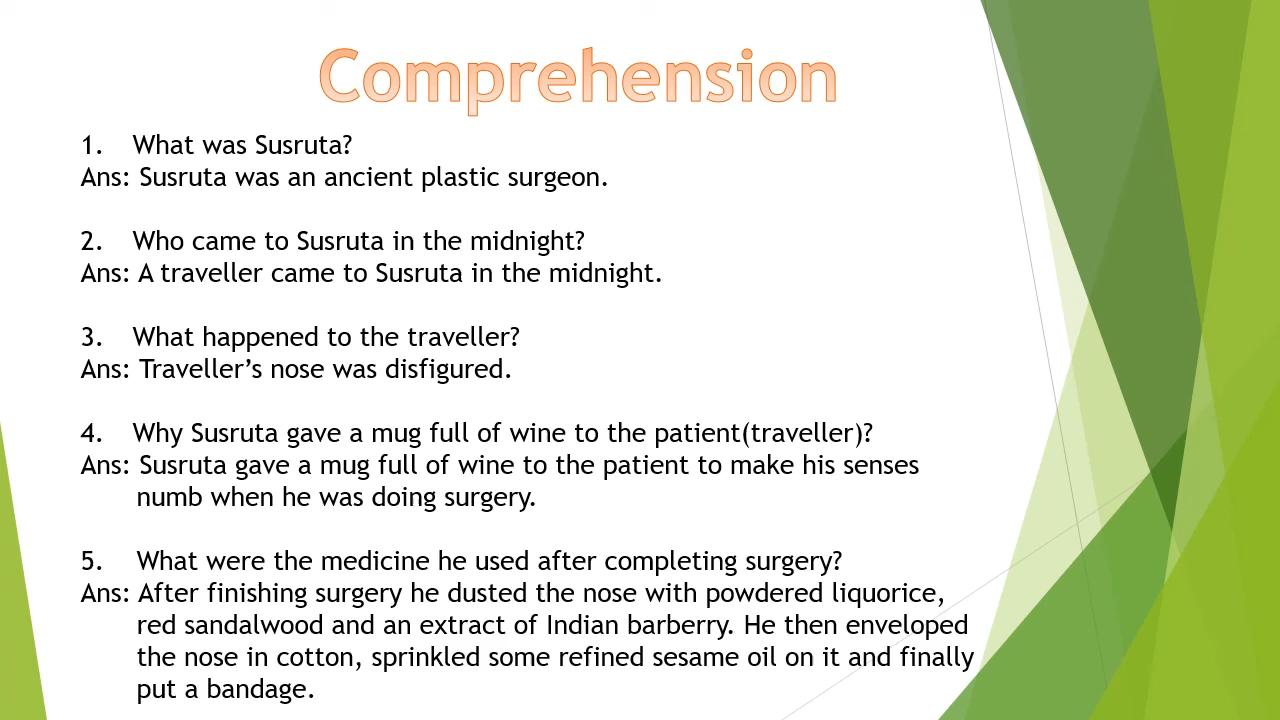 Comprehension
1. What was Susruta?
Ans: Susruta was an ancient plastic surgeon.
2. Who came to Susruta in the midnight?
Ans: A traveller came to Susruta in the midnight.
3. What happened to the traveller?
Ans: Traveller’s nose was disfigured.
4. Why Susruta gave a mug full of wine to the patient(traveller)?
Ans: Susruta gave a mug full of wine to the patient to make his senses
numb when he was doing surgery.
5. What were the medicine he used after completing surgery?
Ans: After finishing surgery he dusted the nose with powdered liquorice,
red sandalwood and an extract of Indian barberry. He then enveloped
the nose in cotton, sprinkled some refined sesame oil on it and finally
put a bandage.